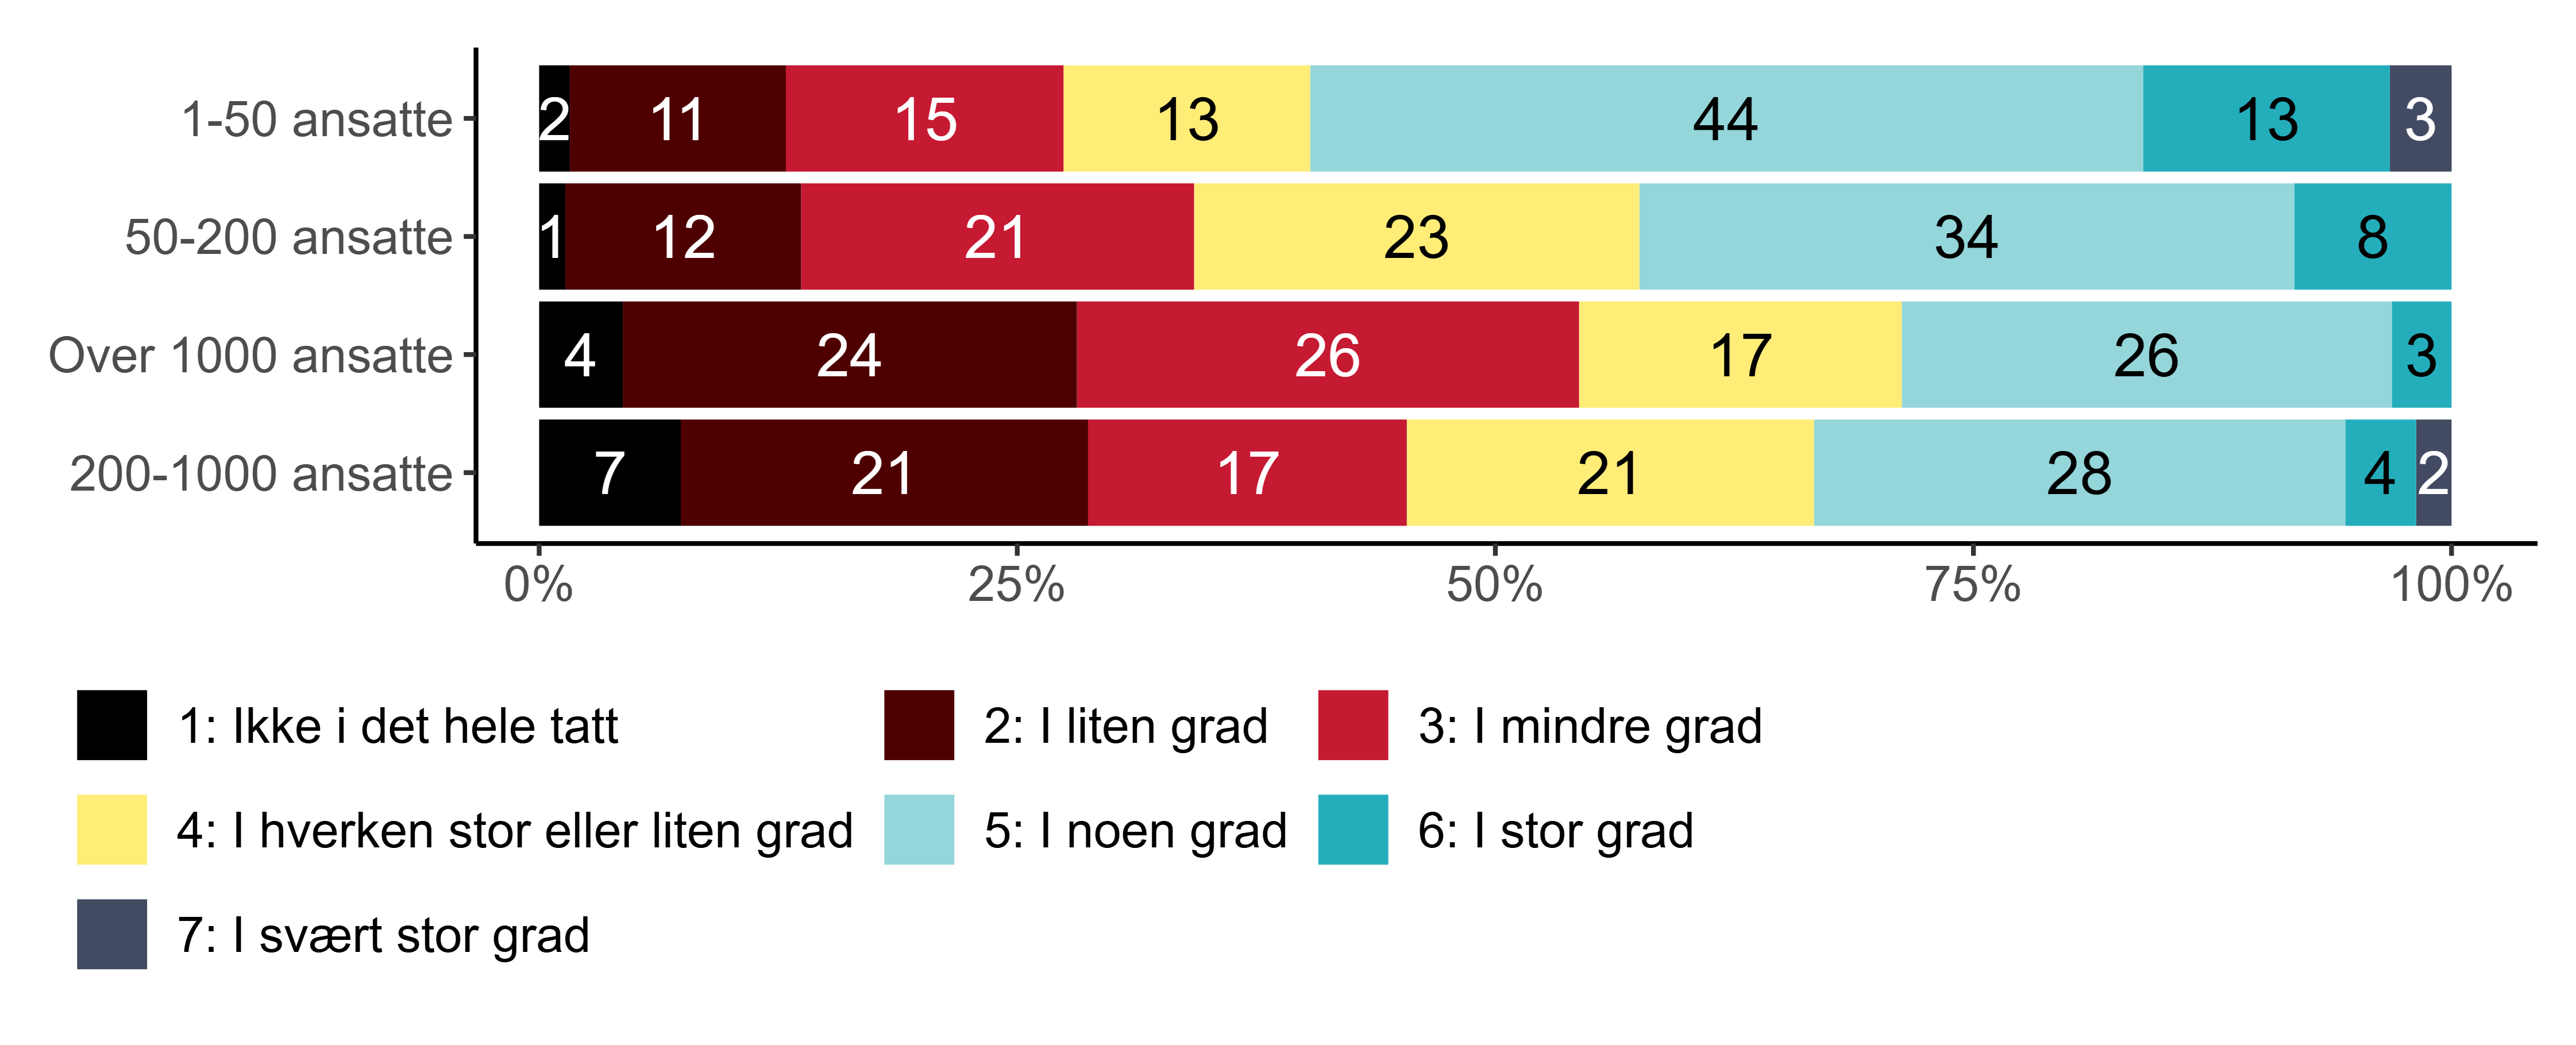 1-50 ansatte 2 11 15 13 44 13 3
50-200 ansatte 1 12 21 23 34 8
Over 1000 ansatte 4 24 26 17 26 3
200-1000 ansatte 7 21 17 21 28 4 2
0% 25% 50% 75% 100%
1: Ikke i det hele tatt 2: I liten grad 3: I mindre grad
4: I hverken stor eller liten grad 5: I noen grad 6: I stor grad
7: I svært stor grad